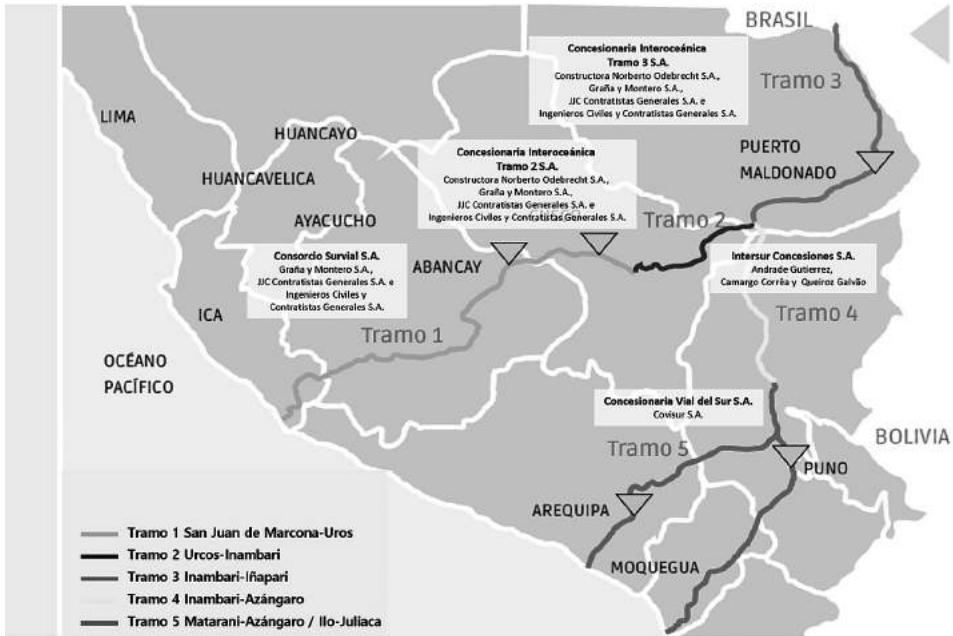 BRASIL
Concesionaria Interoceánica
Tramo 3 S.A.
Constructora Norberto Odebrecht S.A.,
Graña y Montero S.A.,
JJC Contratistas Generales S.A. e
Ingenieros Civiles y Contratistas Generales S.A.
Tramo 3
LIMA
HUANCAYO
PUERTO
MALDONADO
Concesionaria Interoceánica
Tramo 2 S.A.
Constructora Norberto Odebrecht S.A.,
Graña y Montero S.A.,
JJC Contratistas Generales S.A. e
Ingenieros Civiles y Contratistas Generales S.A.
HUANCAVELICA
AYACUCHO
Tramo 2
Consorcio Survial S.A.
Graña y Montero S.A.,
JJC Contratistas Generales S.A. e
Ingenieros Civiles y
Contratistas Generales S.A.
ABANCAY
Intersur Concesiones S.A.
Andrade Gutierrez,
Camargo Corrêa y Queiroz Galvão
ICA
Tramo 1
Tramo 4
OCÉANO
PACÍFICO
Concesionaria Vial del Sur S.A.
Covisur S.A.
BOLIVIA
Tramo 5
PUNO
AREQUIPA
MOQUEGUA
Tramo 1 San Juan de Marcona-Uros
Tramo 2 Urcos-Inambari
Tramo 3 Inambari-Iñapari
Tramo 4 Inambari-Azángaro
Tramo 5 Matarani-Azángaro / Ilo-Juliaca